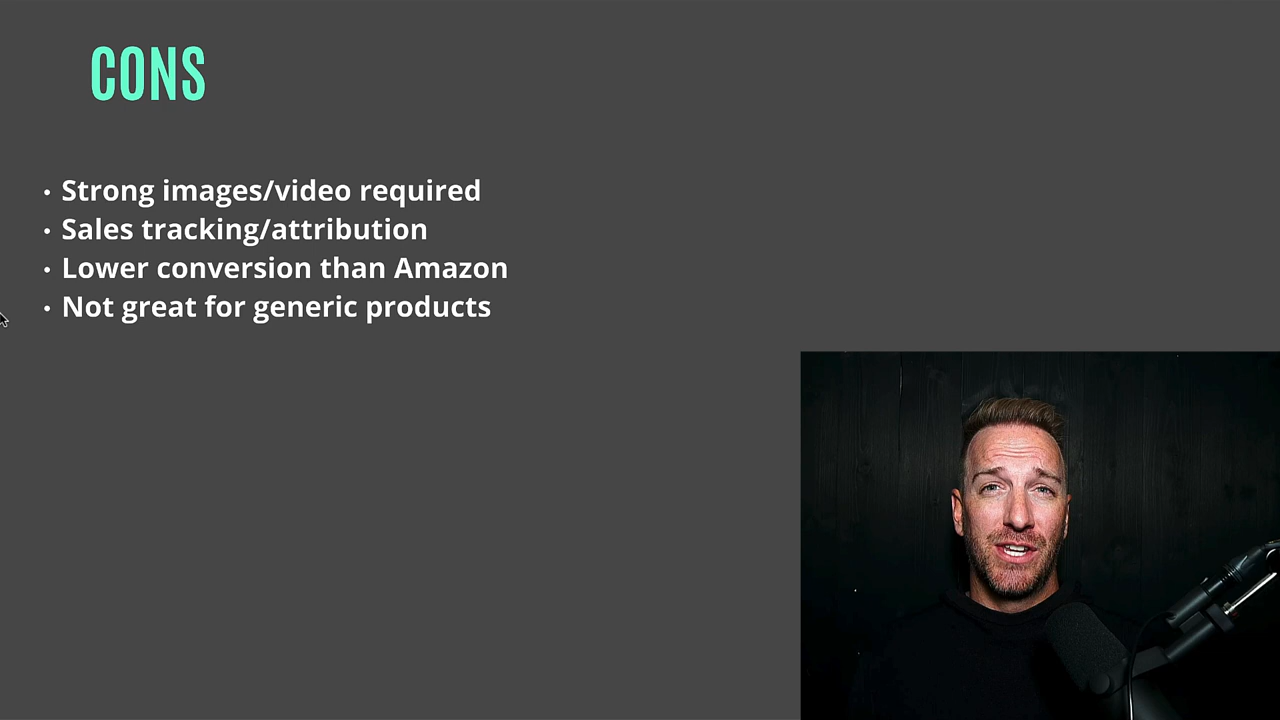 CONS
• Strong images/video required
• Sales tracking/attribution
• Lower conversion than Amazon
• Not great for generic products